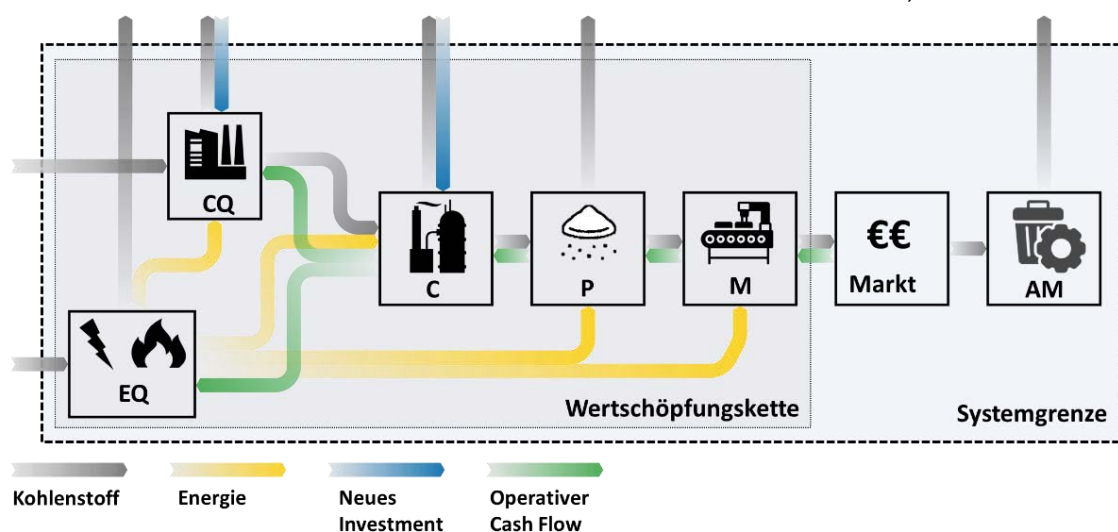 CQ
€€
C
P
M
Markt
AM
EQ
Wertschöpfungskette
Systemgrenze
Kohlenstoff
Energie
Neues
Investment
Operativer
Cash Flow